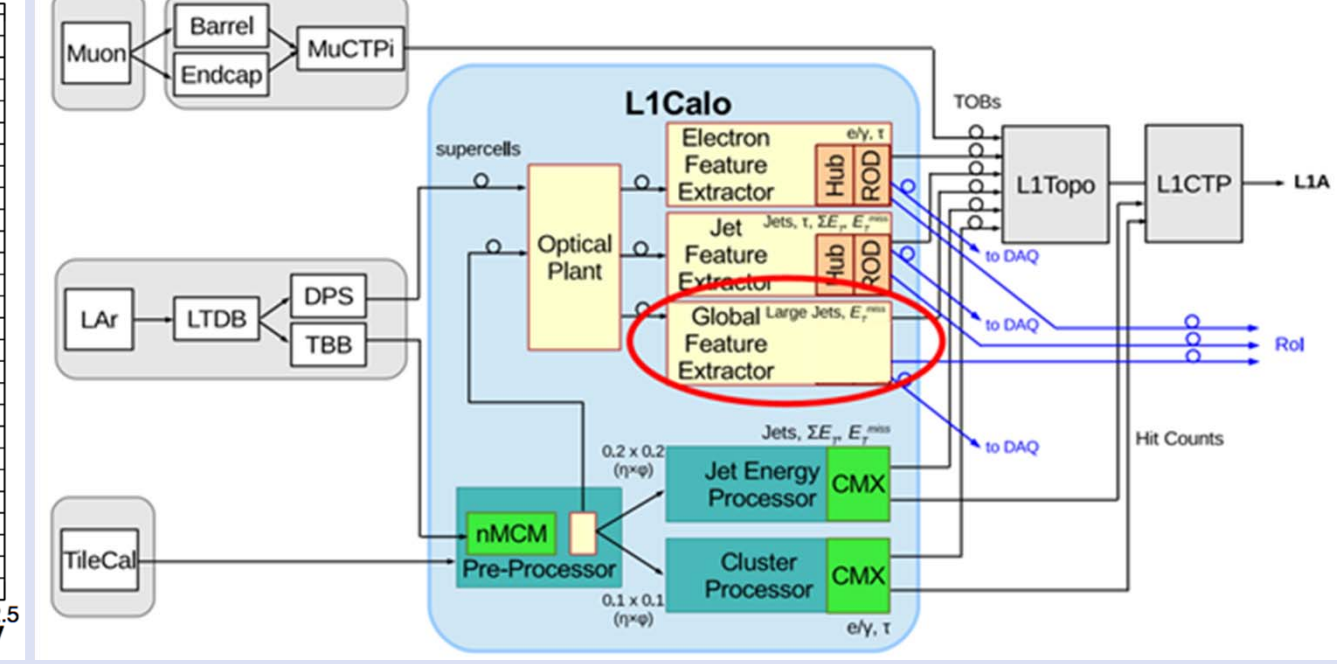 Muon
Barrel
Endcap
MuCTPi
L1Calo
supercells
Electron
Feature
Extractor
e/γ, τ
Hub
ROD
TOBs
L1Topo
L1CTP
L1A
Optical
Plant
Jet
Feature
Extractor
Jets, τ, ΣE_T, E_T^miss
Hub
ROD
to DAQ
LAr
LTDB
DPS
TBB
Global
Feature
Extractor
Large Jets, E_T^miss
to DAQ
RoI
to DAQ
Hit Counts
Jets, ΣE_T, E_T^miss
0.2 x 0.2
(η×φ)
Jet Energy
Processor
CMX
nMCM
Pre-Processor
TileCal
Cluster
Processor
CMX
0.1 x 0.1
(η×φ)
e/γ, τ
.5